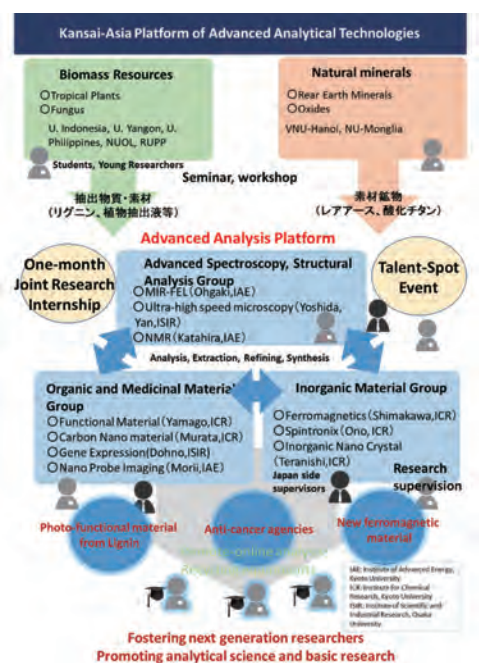 Kansai-Asia Platform of Advanced Analytical Technologies
Biomass Resources
○Tropical Plants
○Fungus
U. Indonesia, U. Yangon, U.
Philippines, NUOL, RUPP
Natural minerals
○Rear Earth Minerals
○Oxides
VNU-Hanoi, NU-Monglia
Students, Young Researchers
Seminar, workshop
抽出物質・素材
(リグニン、植物抽出液等)
素材鉱物
(レアアース、酸化チタン)
Advanced Analysis Platform
One-month
Joint Research
Internship
Advanced Spectroscopy, Structural
Analysis Group
○MIR-FEL(Ohgaki,IAE)
○Ultra-high speed microscopy(Yoshida,
Yan,ISIR)
○NMR(Katahira,IAE)
Talent-Spot
Event
Analysis, Extraction, Refining, Synthesis
Organic and Medicinal Material
Group
○Functional Material(Yamago,ICR)
○Carbon Nano material(Murata,ICR)
○Gene Expression(Dohno,ISIR)
○Nano Probe Imaging(Morii,IAE)
Inorganic Material Group
○Ferromagnetics(Shimakawa,ICR)
○Spintronix(Ono, ICR)
○Inorganic Nano Crystal
(Teranishi,ICR)
Japan side
supervisors
Research
supervision
Photo-functional material
from Lignin
Anti-cancer agencies
New ferromagnetic
material
IAE: Institute of Advanced Energy,
Kyoto University
ICR: Institute for Chemical
Research, Kyoto University
ISIR: Institute of Scientific and
Industrial Research, Osaka
University
Fostering next generation researchers
Promoting analytical science and basic research